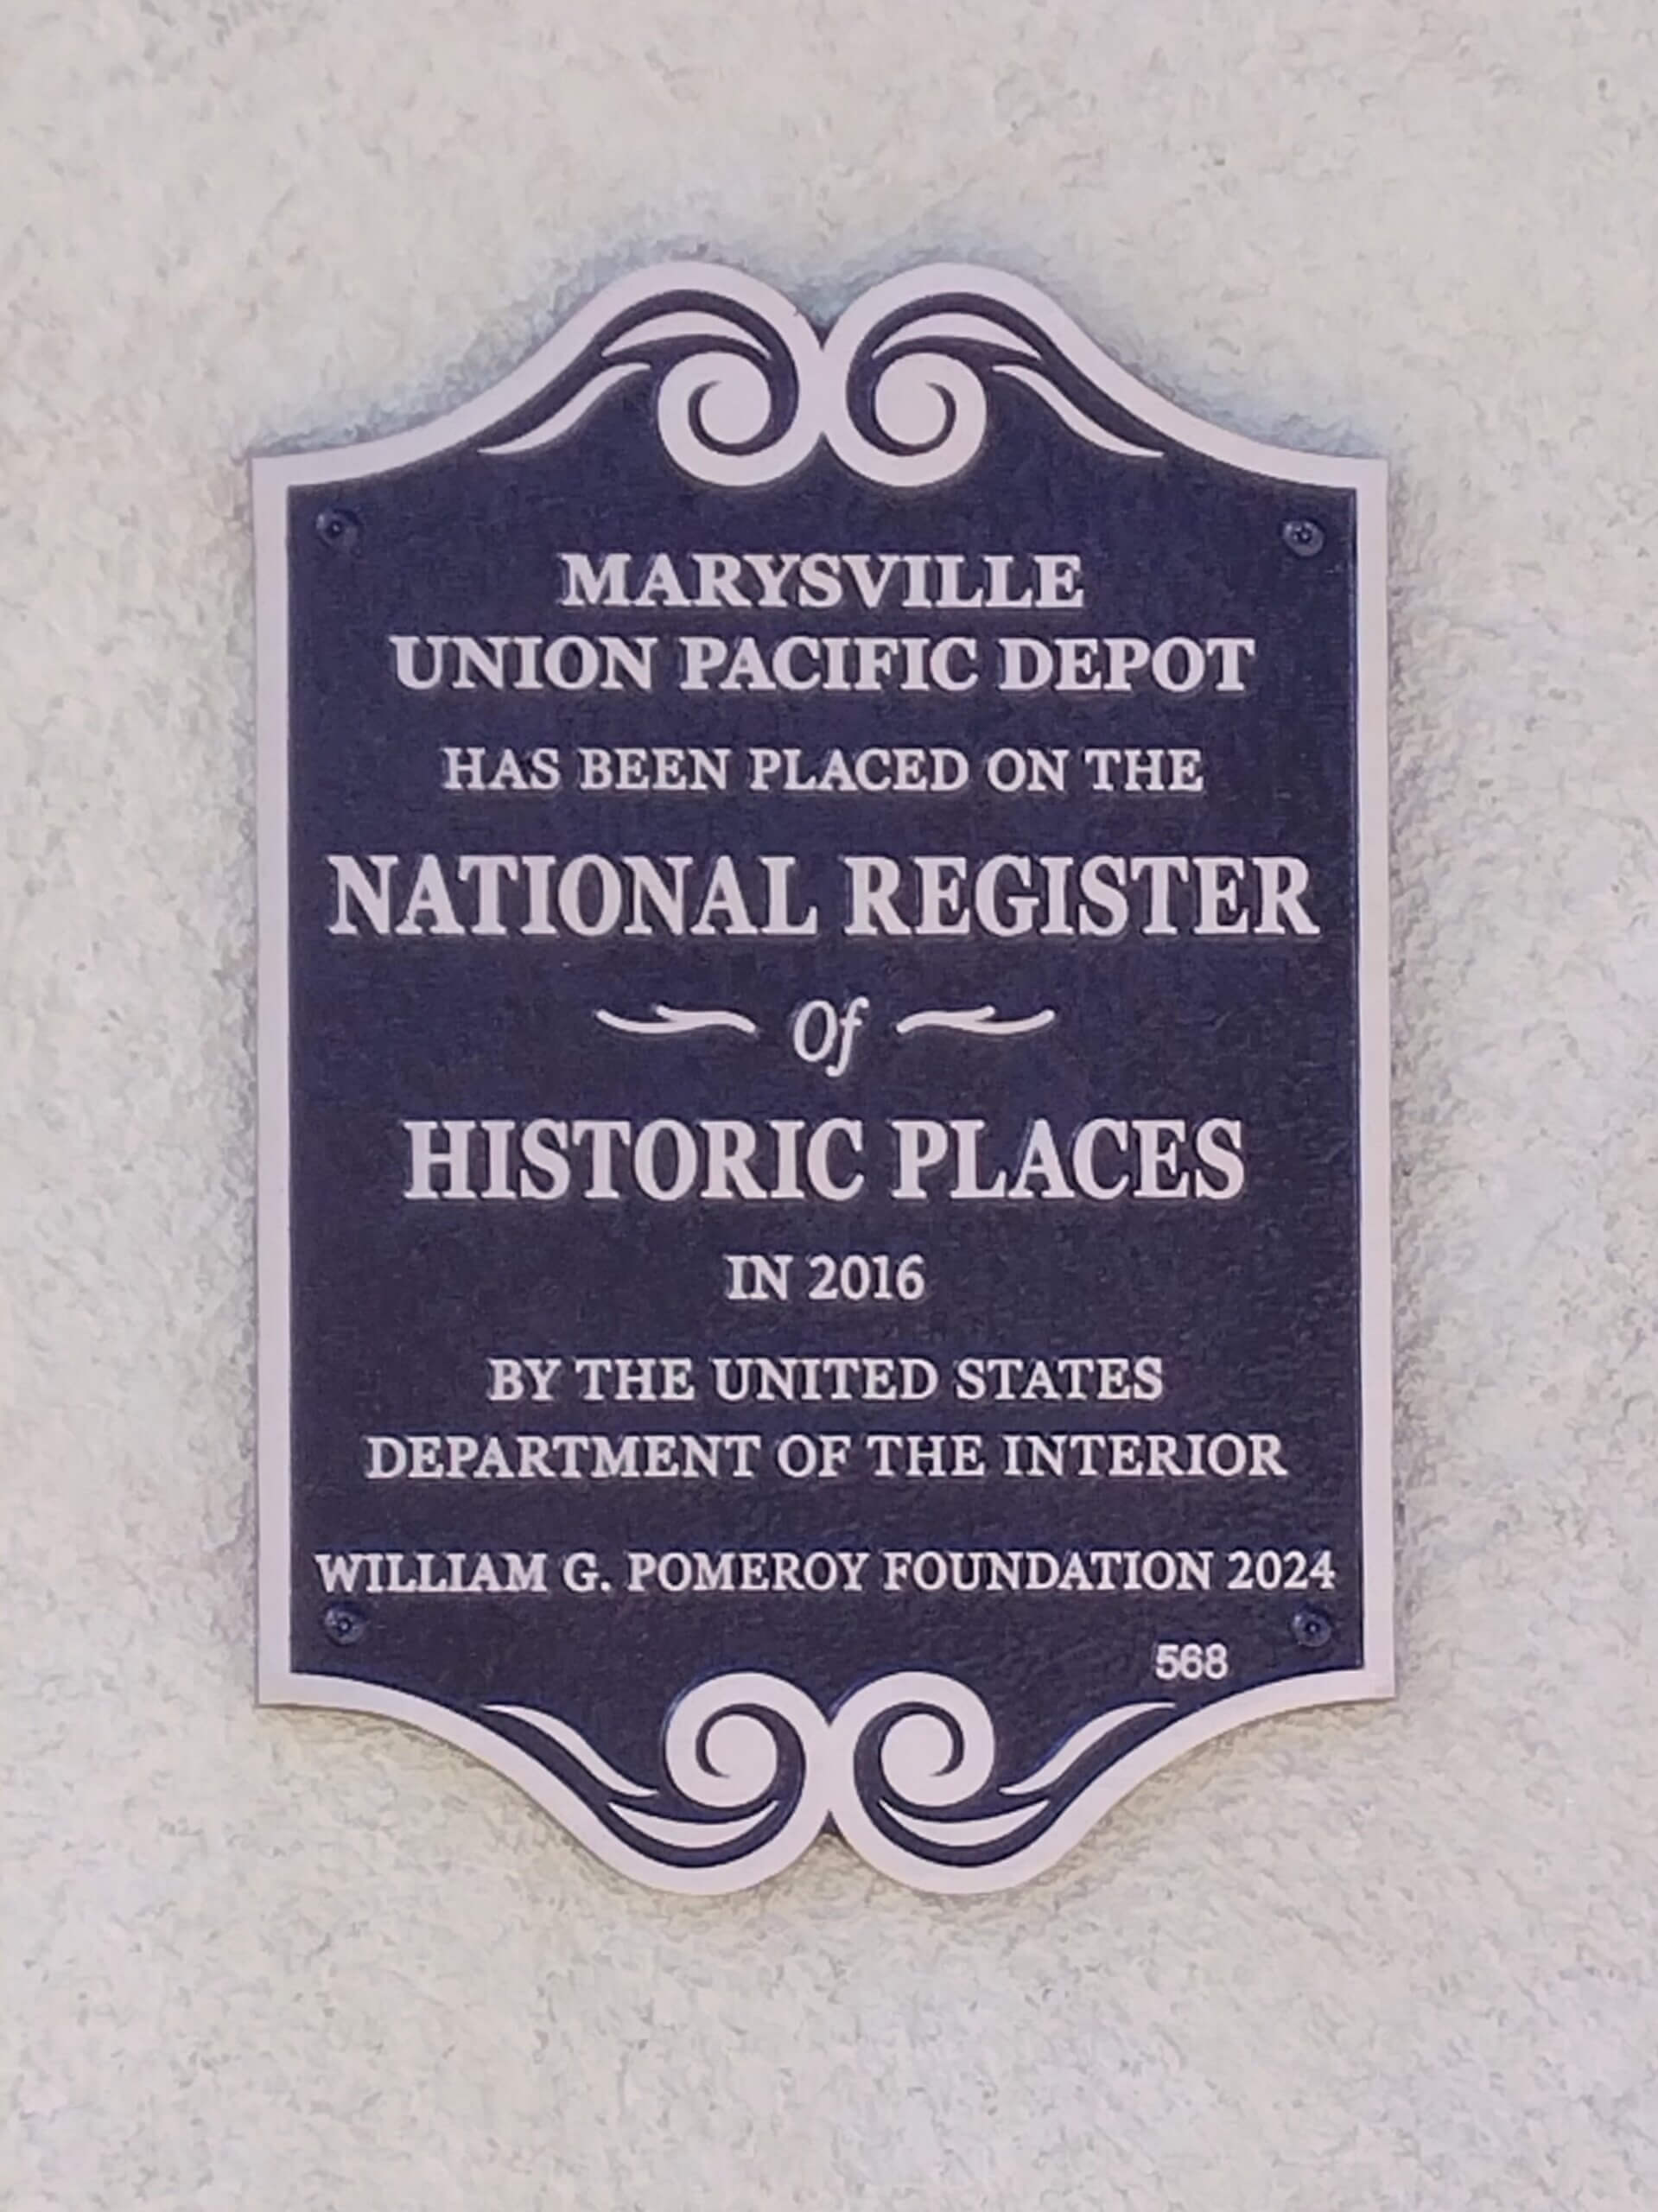 MARYSVILLE
UNION PACIFIC DEPOT
HAS BEEN PLACED ON THE
NATIONAL REGISTER
Of
HISTORIC PLACES
IN 2016
BY THE UNITED STATES
DEPARTMENT OF THE INTERIOR
WILLIAM G. POMEROY FOUNDATION 2024
568